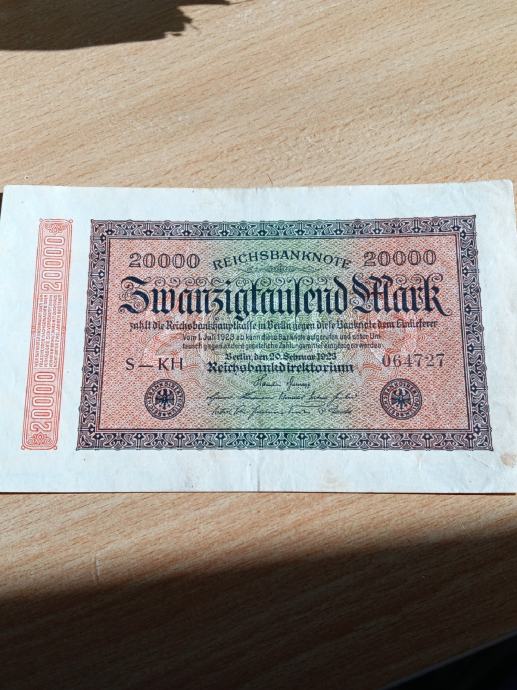 20000 REICHSBANKNOTE 20000
Zwanzigtausend Mark
zahlt die Reichsbankhauptkasse in Berlin gegen diese Banknote dem Einlieferer
Vom 1. Juli 1923 ab kann diese Banknote aufgerufen und unter Um-
tausch gegen andere gesetzliche Zahlungsmittel eingezogen werden
Berlin, den 20. Februar 1923
S–KH Reichsbankdirektorium 064727
20000
20000